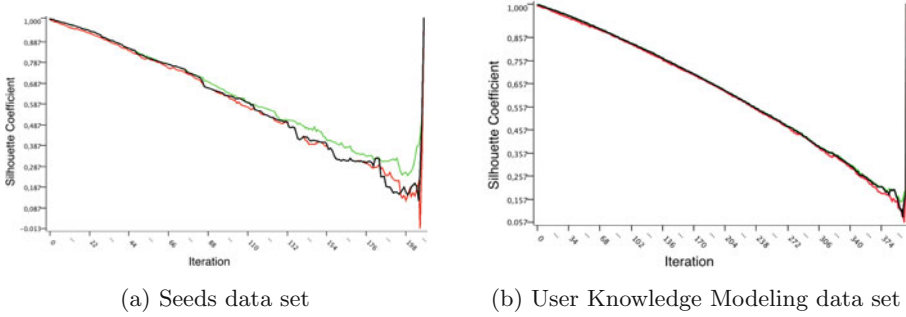 1,000
0,887
0,787
0,687
0,587
0,487
0,387
0,287
0,187
0,087
-0.013
Silhouette Coefficient
0 – 22 – 44 – 66 – 88 – 110 – 132 – 154 – 176 – 198 –
Iteration
(a) Seeds data set
1,000
0,857
0,757
0,657
0,557
0,457
0,357
0,257
0,157
0.057
Silhouette Coefficient
0 – 34 – 68 – 102 – 136 – 170 – 204 – 238 – 272 – 306 – 340 – 374 –
Iteration
(b) User Knowledge Modeling data set